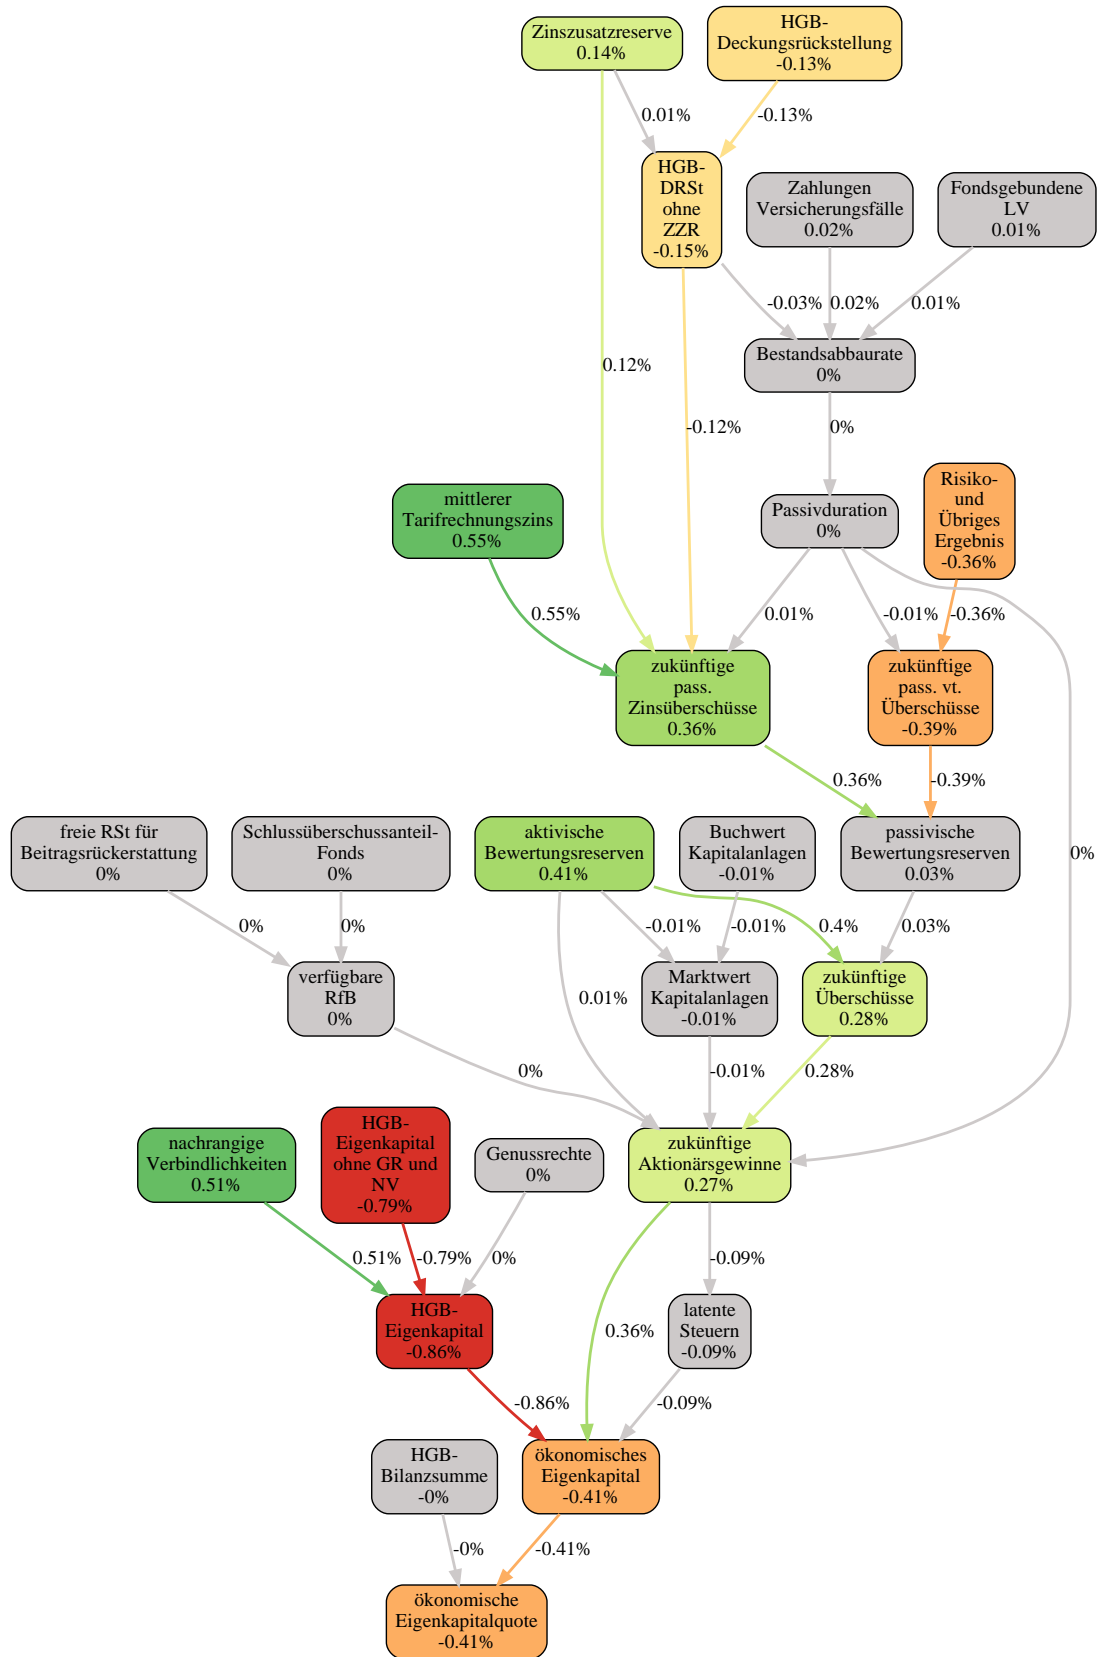 Zinszusatzreserve
0.14%
HGB-
Deckungsrückstellung
-0.13%
0.01%
-0.13%
HGB-
DRSt
ohne
ZZR
-0.15%
Zahlungen
Versicherungsfälle
0.02%
Fondsgebundene
LV
0.01%
-0.03%
0.02%
0.01%
Bestandsabbaurate
0%
0.12%
-0.12%
0%
mittlerer
Tarifrechnungszins
0.55%
Passivduration
0%
Risiko-
und
Übriges
Ergebnis
-0.36%
0.55%
0.01%
-0.01%
-0.36%
zukünftige
pass.
Zinsüberschüsse
0.36%
zukünftige
pass. vt.
Überschüsse
-0.39%
0.36%
-0.39%
0%
freie RSt für
Beitragsrückerstattung
0%
Schlussüberschussanteil-
Fonds
0%
aktivische
Bewertungsreserven
0.41%
Buchwert
Kapitalanlagen
-0.01%
passivische
Bewertungsreserven
0.03%
0%
0%
-0.01%
-0.01%
0.4%
0.03%
verfügbare
RfB
0%
0.01%
Marktwert
Kapitalanlagen
-0.01%
zukünftige
Überschüsse
0.28%
0%
-0.01%
0.28%
nachrangige
Verbindlichkeiten
0.51%
HGB-
Eigenkapital
ohne GR und
NV
-0.79%
Genussrechte
0%
zukünftige
Aktionärsgewinne
0.27%
0.51%
-0.79%
0%
-0.09%
HGB-
Eigenkapital
-0.86%
0.36%
latente
Steuern
-0.09%
-0.86%
-0.09%
HGB-
Bilanzsumme
-0%
ökonomisches
Eigenkapital
-0.41%
-0%
-0.41%
ökonomische
Eigenkapitalquote
-0.41%